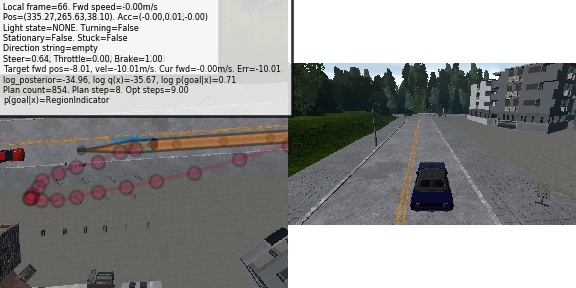 Local frame=66. Fwd speed=-0.00m/s
Pos=(335.27,265.63,38.10). Acc=(-0.00,0.01,-0.00)
Light state=NONE. Turning=False
Stationary=False. Stuck=False
Direction string=empty
Steer=0.64, Throttle=0.00, Brake=1.00
Target fwd pos=-8.01, vel=-10.01m/s. Cur fwd=-0.00m/s. Err=-10.01
log_posterior=-34.96, log q(x)=-35.67, log p(goal|x)=0.71
Plan count=854. Plan step=8. Opt steps=9.00
p(goal|x)=RegionIndicator